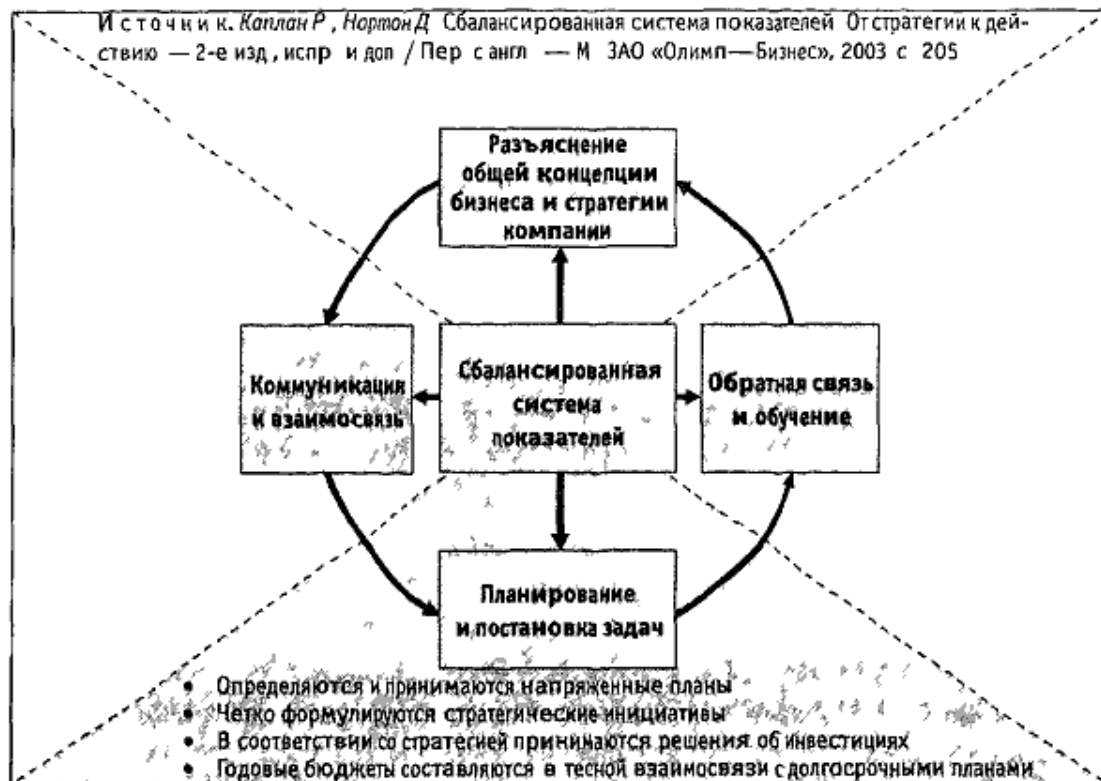 Источник. Каплан Р , Нортон Д Сбалансированная система показателей От стратегии к дей-
ствию — 2-е изд , испр и доп / Пер с англ — М ЗАО «Олимп—Бизнес», 2003 с 205
Разъяснение
общей концепции
бизнеса и стратегии
компании
Коммуникация
и взаимосвязь
Сбалансированная
система
показателей
Обратная связь
и обучение
Планирование
и постановка задач
• Определяются и принимаются напряженные планы
• Четко формулируются стратегические инициативы
• В соответствии со стратегией принимаются решения об инвестициях
• Годовые бюджеты составляются в тесной взаимосвязи с долгосрочными планами